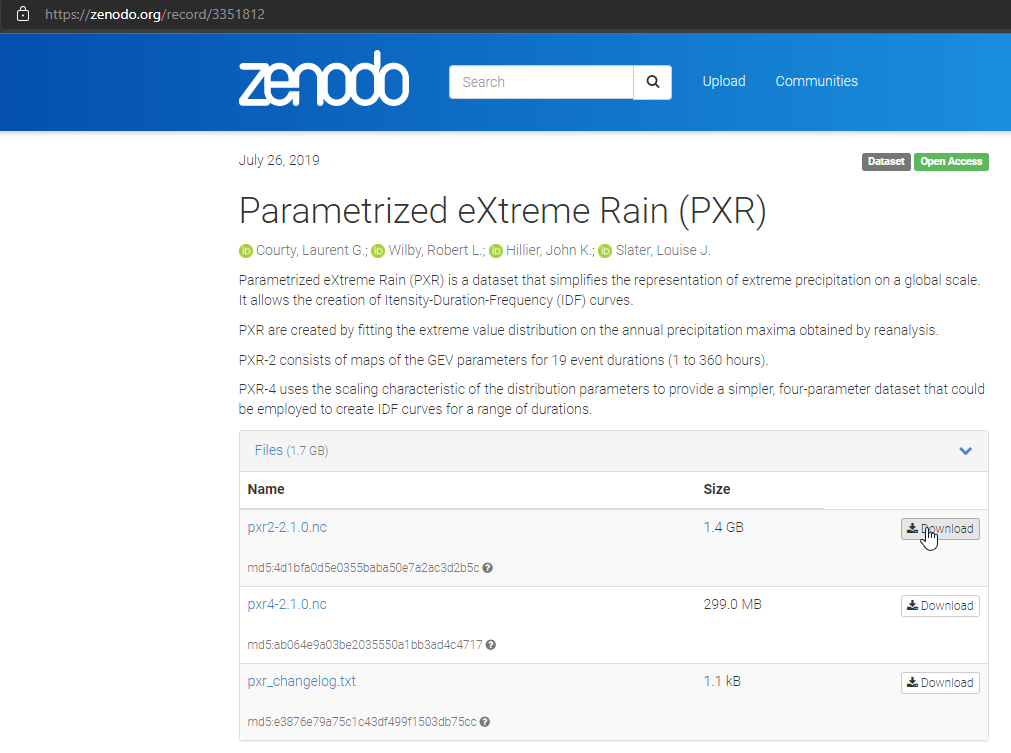 https://zenodo.org/record/3351812
zenodo
Search
Upload
Communities
July 26, 2019
Dataset
Open Access
Parametrized eXtreme Rain (PXR)
iD Courty, Laurent G.; iD Wilby, Robert L.; iD Hillier, John K.; iD Slater, Louise J.
Parametrized eXtreme Rain (PXR) is a dataset that simplifies the representation of extreme precipitation on a global scale.
It allows the creation of Itensity-Duration-Frequency (IDF) curves.
PXR are created by fitting the extreme value distribution on the annual precipitation maxima obtained by reanalysis.
PXR-2 consists of maps of the GEV parameters for 19 event durations (1 to 360 hours).
PXR-4 uses the scaling characteristic of the distribution parameters to provide a simpler, four-parameter dataset that could
be employed to create IDF curves for a range of durations.
Files (1.7 GB)
Name Size
pxr2-2.1.0.nc 1.4 GB Download
md5:4d1bfa0d5e0355baba50e7a2ac3d2b5c ?
pxr4-2.1.0.nc 299.0 MB Download
md5:ab064e9a03be2035550a1bb3ad4c4717 ?
pxr_changelog.txt 1.1 kB Download
md5:e3876e79a75c1c43df499f1503db75cc ?